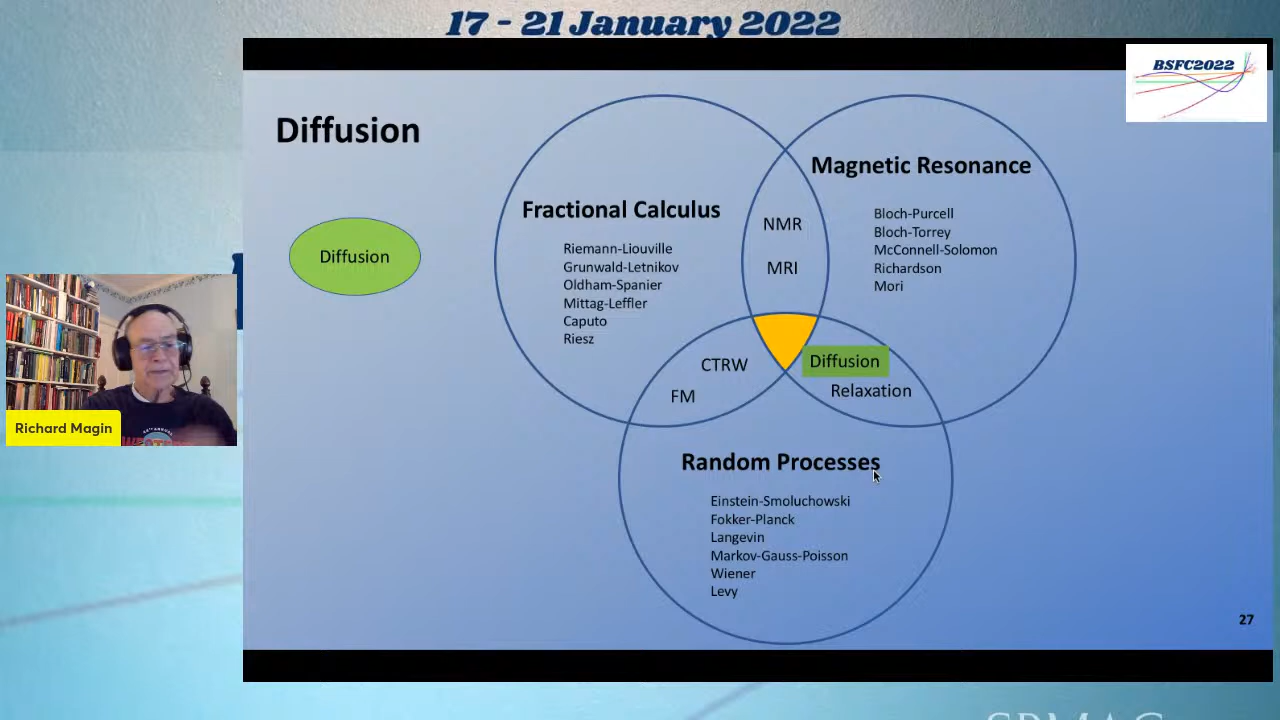 17 - 21 January 2022
BSFC2022
Diffusion
Diffusion
Fractional Calculus
Riemann-Liouville
Grunwald-Letnikov
Oldham-Spanier
Mittag-Leffler
Caputo
Riesz
NMR
MRI
Magnetic Resonance
Bloch-Purcell
Bloch-Torrey
McConnell-Solomon
Richardson
Mori
CTRW
FM
Diffusion
Relaxation
Random Processes
Einstein-Smoluchowski
Fokker-Planck
Langevin
Markov-Gauss-Poisson
Wiener
Levy
Richard Magin
27